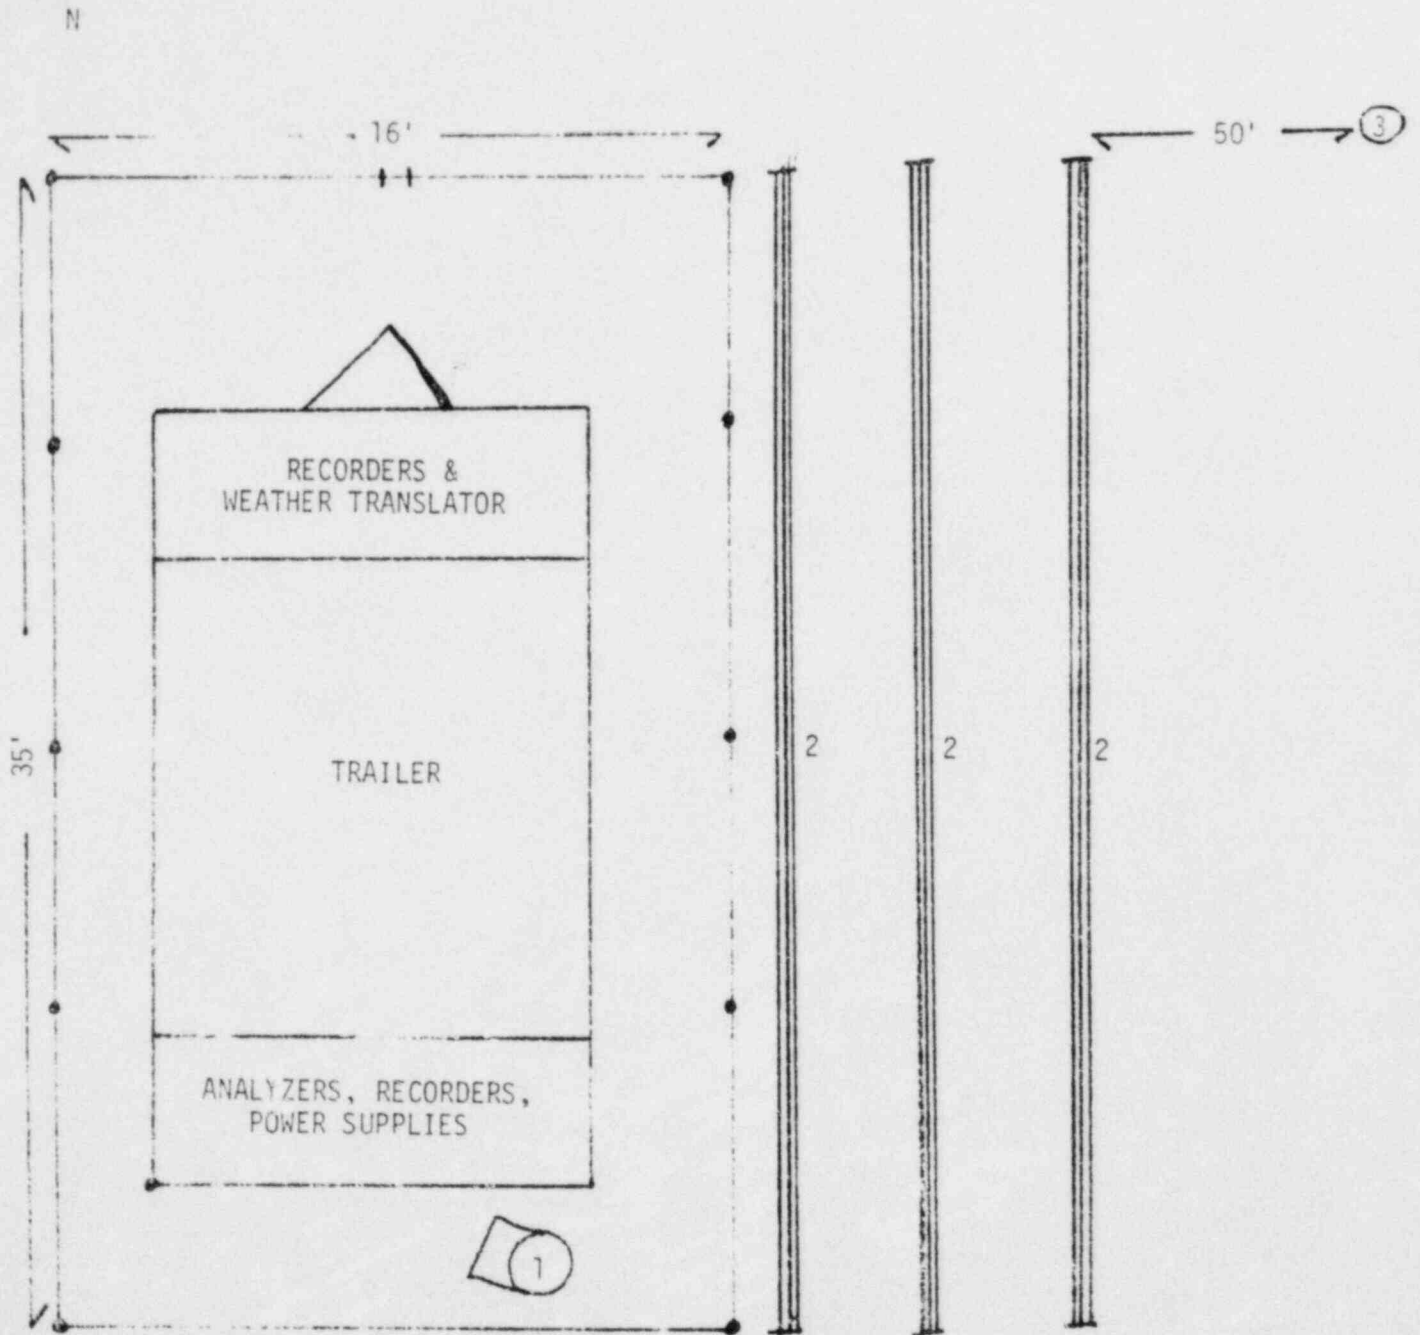 N
16'
50'
3
RECORDERS &
WEATHER TRANSLATOR
35'
TRAILER
2
2
2
ANALYZERS, RECORDERS,
POWER SUPPLIES
1